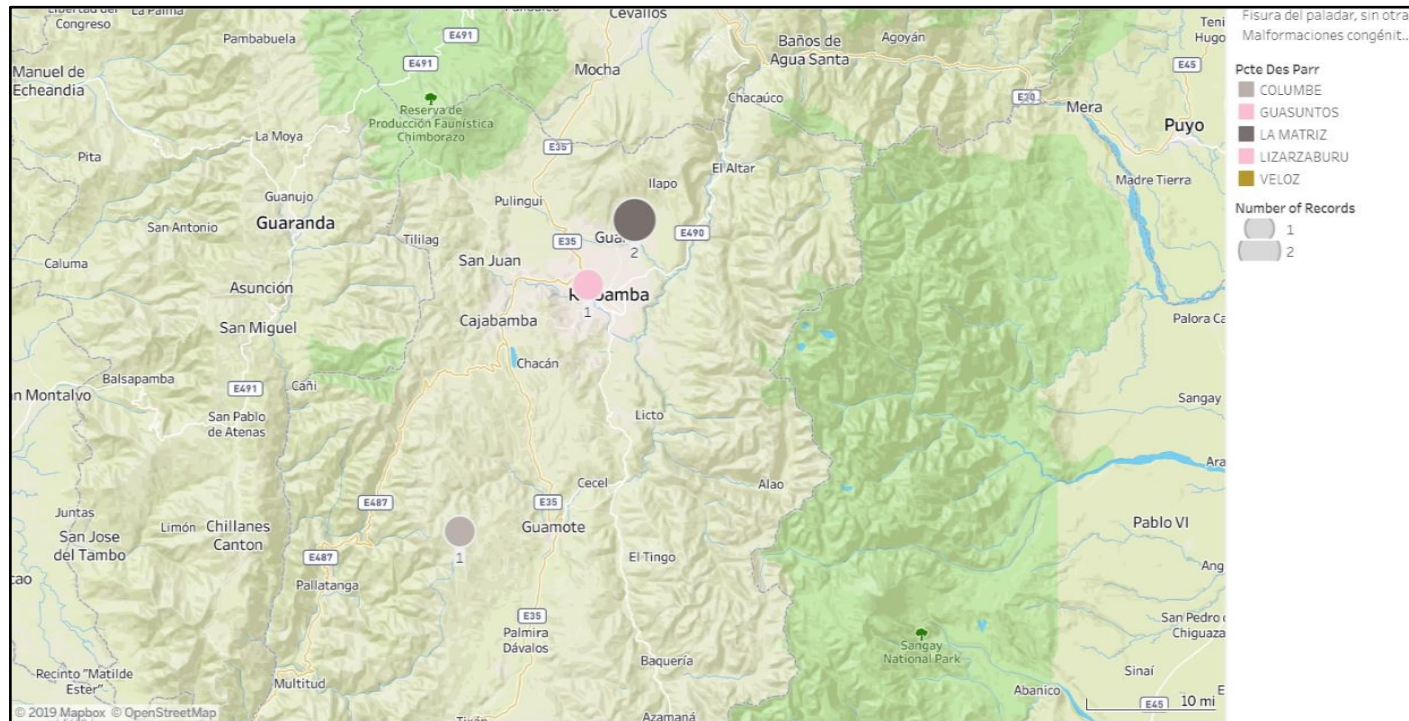 La Palma
Congreso
Pambabuela
E491
Cevallos
Baños de
Agua Santa
Agoyán
E45
Manuel de
Echeandia
E491
Mocha
Chacaúco
E30
Mera
Puyo
Reserva de
Producción Faunística
Chimborazo
La Moya
Pita
E35
El Altar
Ilapo
Madre Tierra
Guanujo
Pulingui
San Antonio
Guaranda
Tililag
E35
E490
2
Caluma
San Juan
Asunción
San Miguel
Cajabamba
1
Palora
Chacán
Balsapamba
Cañi
E491
San Pablo
de Atenas
Licto
Sangay
Cecel
Alao
E487
E35
Juntas
San Jose
del Tambo
Limón
Chillanes
Canton
Guamote
Pablo VI
1
E487
El Tingo
Pallatanga
E35
Palmira
Dávalos
San Pedro
Chiguaza
Sangay
National Park
Baquería
Recinto "Matilde
Ester"
Multitud
Sinaí
Abanico
E45
10 mi
© 2019 Mapbox © OpenStreetMap
Azamaná
Fisura del paladar, sin otra
Malformaciones congénit..
Pcte Des Parr
COLUMBE
GUASUNTOS
LA MATRIZ
LIZARZABURU
VELOZ
Number of Records
1
2